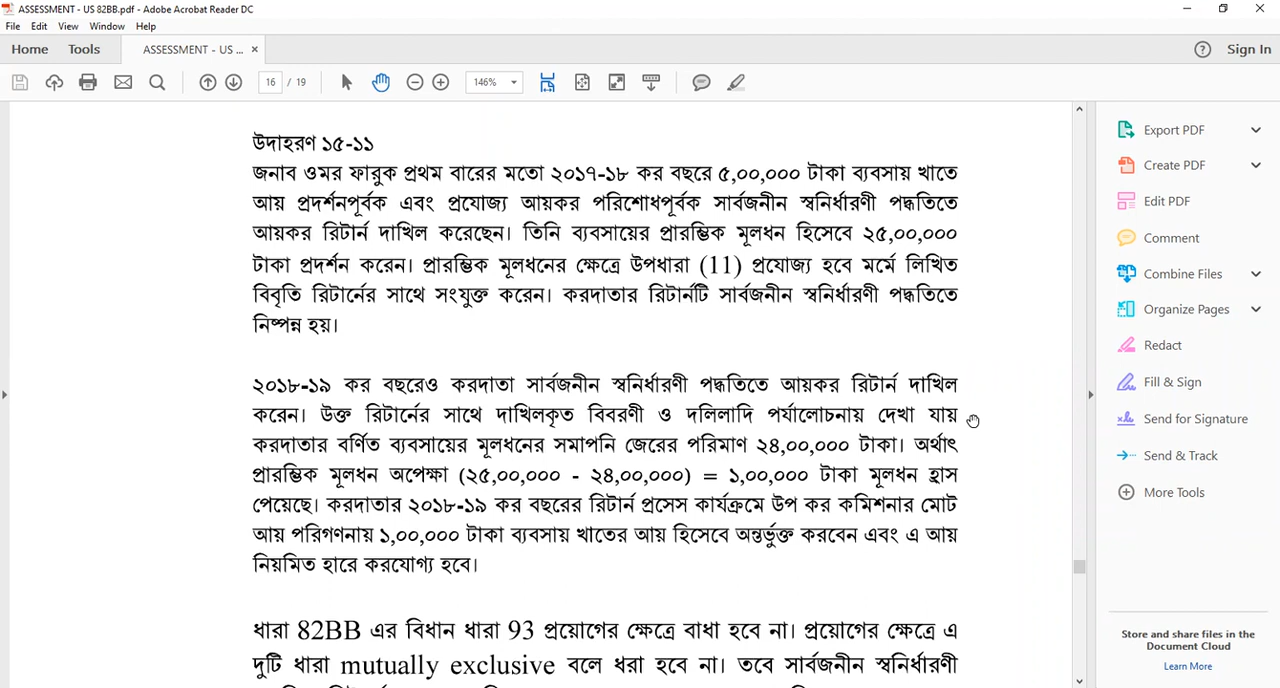 ASSESSMENT - US 82BB.pdf - Adobe Acrobat Reader DC
File Edit View Window Help
Home Tools ASSESSMENT - US ... × Sign In
16 / 19 146%
উদাহরণ ১৫-১১
জনাব ওমর ফারুক প্রথম বারের মতো ২০১৭-১৮ কর বছরে ৫,০০,০০০ টাকা ব্যবসায় খাতে
আয় প্রদর্শনপূর্বক এবং প্রযোজ্য আয়কর পরিশোধপূর্বক সার্বজনীন স্বনির্ধারণী পদ্ধতিতে
আয়কর রিটার্ন দাখিল করেছেন। তিনি ব্যবসায়ের প্রারম্ভিক মূলধন হিসেবে ২৫,০০,০০০
টাকা প্রদর্শন করেন। প্রারম্ভিক মূলধনের ক্ষেত্রে উপধারা (11) প্রযোজ্য হবে মর্মে লিখিত
বিবৃতি রিটার্নের সাথে সংযুক্ত করেন। করদাতার রিটার্নটি সার্বজনীন স্বনির্ধারণী পদ্ধতিতে
নিষ্পন্ন হয়।
২০১৮-১৯ কর বছরেও করদাতা সার্বজনীন স্বনির্ধারণী পদ্ধতিতে আয়কর রিটার্ন দাখিল
করেন। উক্ত রিটার্নের সাথে দাখিলকৃত বিবরণী ও দলিলাদি পর্যালোচনায় দেখা যায়
করদাতার বর্ণিত ব্যবসায়ের মূলধনের সমাপনি জেরের পরিমাণ ২৪,০০,০০০ টাকা। অর্থাৎ
প্রারম্ভিক মূলধন অপেক্ষা (২৫,০০,০০০ - ২৪,০০,০০০) = ১,০০,০০০ টাকা মূলধন হ্রাস
পেয়েছে। করদাতার ২০১৮-১৯ কর বছরের রিটার্ন প্রসেস কার্যক্রমে উপ কর কমিশনার মোট
আয় পরিগণনায় ১,০০,০০০ টাকা ব্যবসায় খাতের আয় হিসেবে অন্তর্ভুক্ত করবেন এবং এ আয়
নিয়মিত হারে করযোগ্য হবে।
ধারা 82BB এর বিধান ধারা 93 প্রয়োগের ক্ষেত্রে বাধা হবে না। প্রয়োগের ক্ষেত্রে এ
দুটি ধারা mutually exclusive বলে ধরা হবে না। তবে সার্বজনীন স্বনির্ধারণী
Export PDF
Create PDF
Edit PDF
Comment
Combine Files
Organize Pages
Redact
Fill & Sign
Send for Signature
Send & Track
More Tools
Store and share files in the
Document Cloud
Learn More